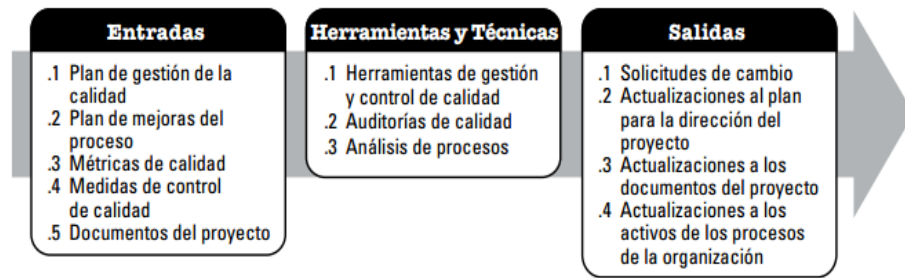 Entradas
.1 Plan de gestión de la
calidad
.2 Plan de mejoras del
proceso
.3 Métricas de calidad
.4 Medidas de control
de calidad
.5 Documentos del proyecto
Herramientas y Técnicas
.1 Herramientas de gestión
y control de calidad
.2 Auditorías de calidad
.3 Análisis de procesos
Salidas
.1 Solicitudes de cambio
.2 Actualizaciones al plan
para la dirección del
proyecto
.3 Actualizaciones a los
documentos del proyecto
.4 Actualizaciones a los
activos de los procesos
de la organización